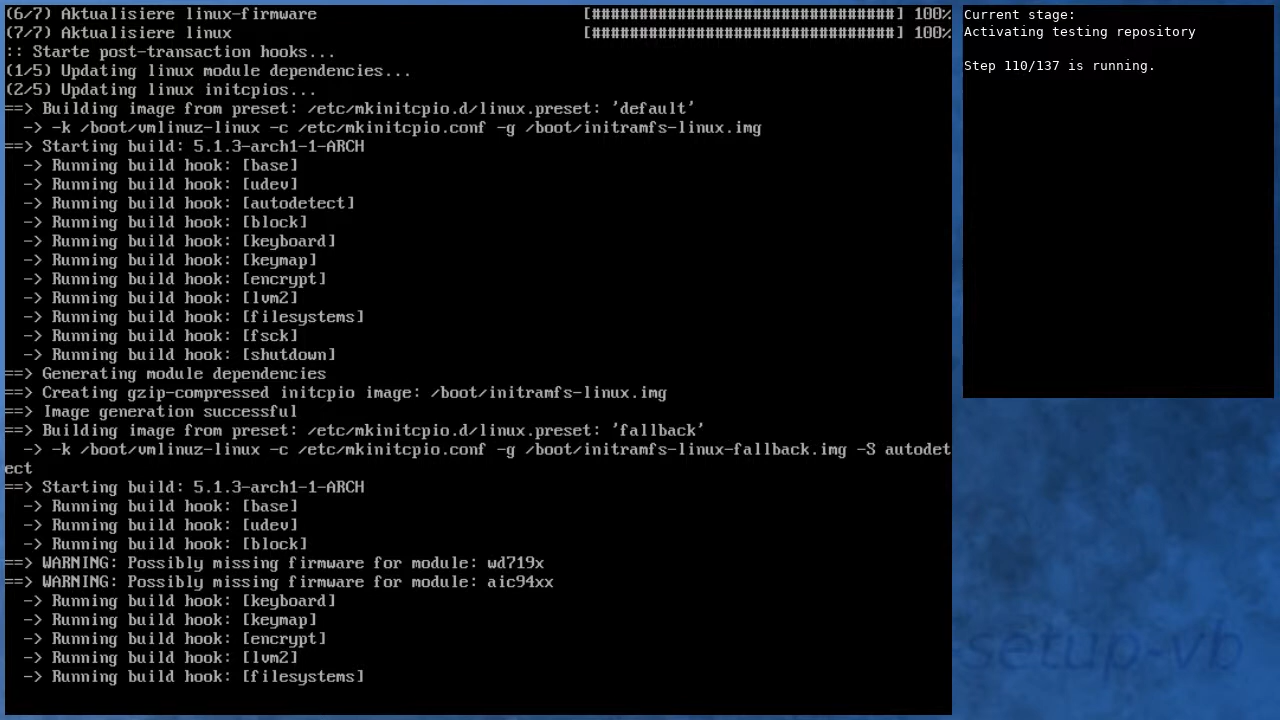 (6/7) Aktualisiere linux-firmware [################################] 100%
(7/7) Aktualisiere linux [################################] 100%
:: Starte post-transaction hooks...
(1/5) Updating linux module dependencies...
(2/5) Updating linux initcpios...
==> Building image from preset: /etc/mkinitcpio.d/linux.preset: 'default'
  -> -k /boot/vmlinuz-linux -c /etc/mkinitcpio.conf -g /boot/initramfs-linux.img
==> Starting build: 5.1.3-arch1-1-ARCH
  -> Running build hook: [base]
  -> Running build hook: [udev]
  -> Running build hook: [autodetect]
  -> Running build hook: [block]
  -> Running build hook: [keyboard]
  -> Running build hook: [keymap]
  -> Running build hook: [encrypt]
  -> Running build hook: [lvm2]
  -> Running build hook: [filesystems]
  -> Running build hook: [fsck]
  -> Running build hook: [shutdown]
==> Generating module dependencies
==> Creating gzip-compressed initcpio image: /boot/initramfs-linux.img
==> Image generation successful
==> Building image from preset: /etc/mkinitcpio.d/linux.preset: 'fallback'
  -> -k /boot/vmlinuz-linux -c /etc/mkinitcpio.conf -g /boot/initramfs-linux-fallback.img -S autodet
ect
==> Starting build: 5.1.3-arch1-1-ARCH
  -> Running build hook: [base]
  -> Running build hook: [udev]
  -> Running build hook: [block]
==> WARNING: Possibly missing firmware for module: wd719x
==> WARNING: Possibly missing firmware for module: aic94xx
  -> Running build hook: [keyboard]
  -> Running build hook: [keymap]
  -> Running build hook: [encrypt]
  -> Running build hook: [lvm2]
  -> Running build hook: [filesystems]
Current stage:
Activating testing repository
Step 110/137 is running.
-setup-vb